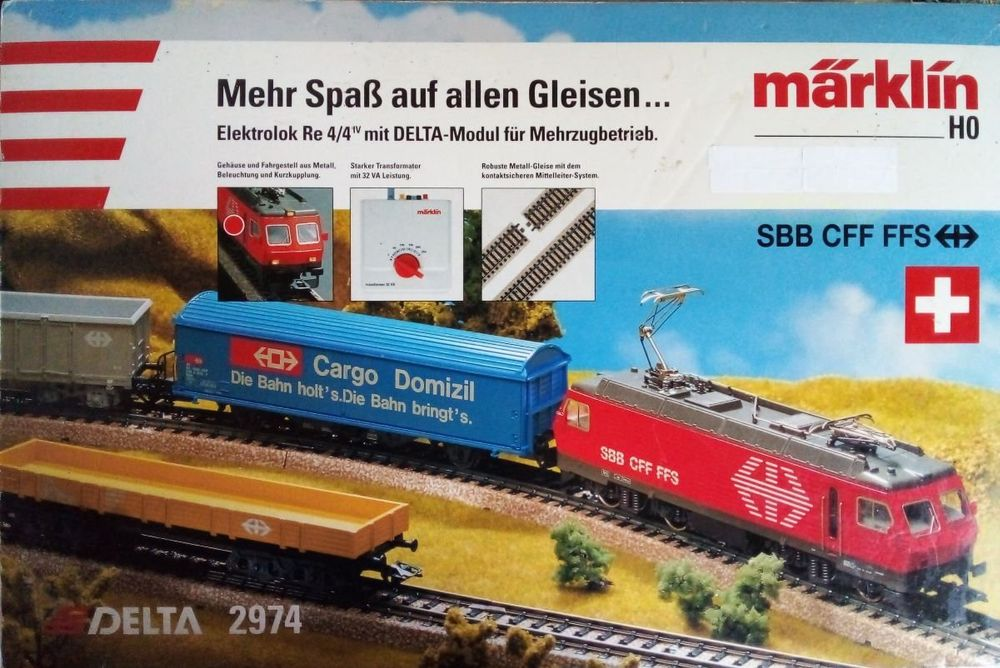 Mehr Spaß auf allen Gleisen...
märklin
H0
Elektrolok Re 4/4ᴵⱽ mit DELTA-Modul für Mehrzugbetrieb.
Gehäuse und Fahrgestell aus Metall,
Beleuchtung und Kurzkupplung.
Starker Transformator
mit 32 VA Leistung.
Robuste Metall-Gleise mit dem
kontaktsicheren Mittelleiter-System.
märklin
SBB CFF FFS
Cargo Domizil
Die Bahn holt's.Die Bahn bringt's.
SBB CFF FFS
DELTA 2974